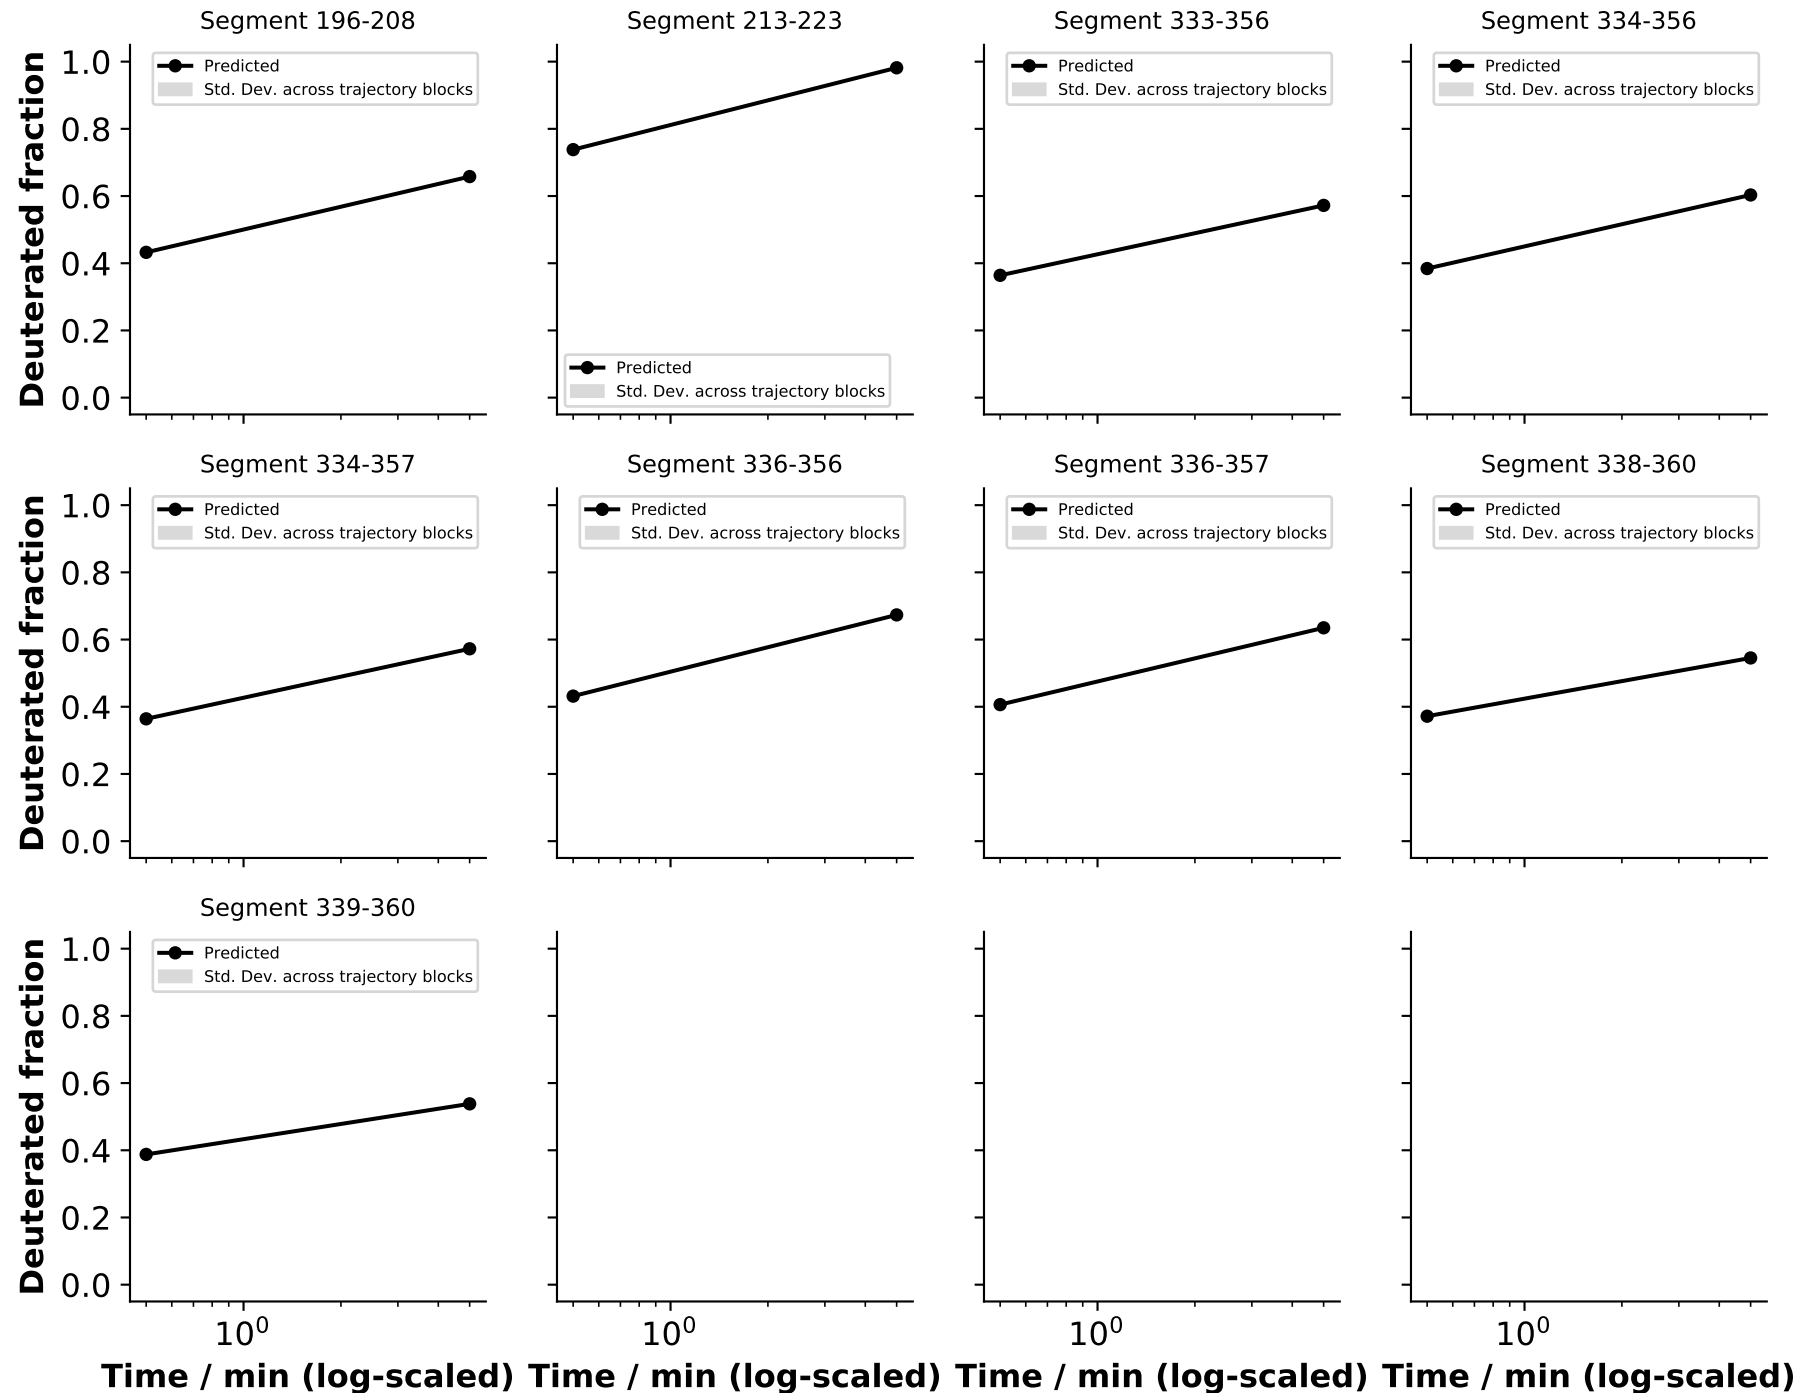 Segment 196-208
Segment 213-223
Segment 333-356
Segment 334-356
Deuterated fraction
1.0
0.8
0.6
0.4
0.2
0.0
Predicted
Std. Dev. across trajectory blocks
Predicted
Std. Dev. across trajectory blocks
Predicted
Std. Dev. across trajectory blocks
Predicted
Std. Dev. across trajectory blocks
Segment 334-357
Segment 336-356
Segment 336-357
Segment 338-360
Deuterated fraction
1.0
0.8
0.6
0.4
0.2
0.0
Predicted
Std. Dev. across trajectory blocks
Predicted
Std. Dev. across trajectory blocks
Predicted
Std. Dev. across trajectory blocks
Predicted
Std. Dev. across trajectory blocks
Segment 339-360
Deuterated fraction
1.0
0.8
0.6
0.4
0.2
0.0
Predicted
Std. Dev. across trajectory blocks
10⁰
10⁰
10⁰
10⁰
Time / min (log-scaled)
Time / min (log-scaled)
Time / min (log-scaled)
Time / min (log-scaled)